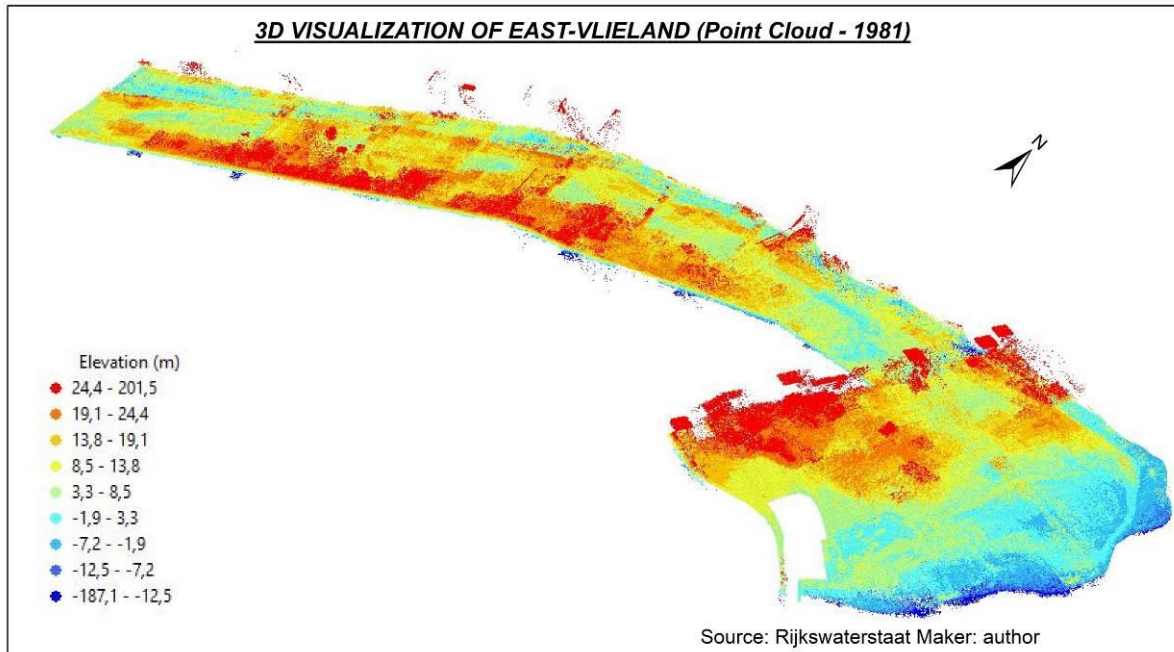 3D VISUALIZATION OF EAST-VLIELAND (Point Cloud - 1981)
N
Elevation (m)
24,4 - 201,5
19,1 - 24,4
13,8 - 19,1
8,5 - 13,8
3,3 - 8,5
-1,9 - 3,3
-7,2 - -1,9
-12,5 - -7,2
-187,1 - -12,5
Source: Rijkswaterstaat Maker: author